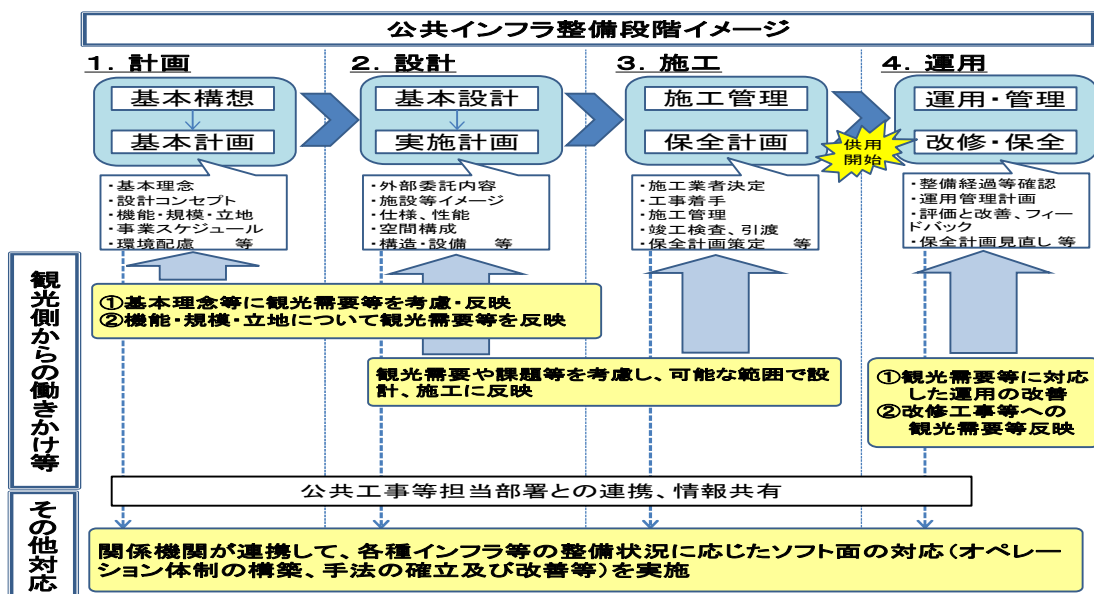 公共インフラ整備段階イメージ
1．計画
基本構想
基本計画
・基本理念
・設計コンセプト
・機能・規模・立地
・事業スケジュール
・環境配慮　等
2．設計
基本設計
実施計画
・外部委託内容
・施設等イメージ
・仕様、性能
・空間構成
・構造・設備　等
3．施工
施工管理
保全計画
・施工業者決定
・工事着手
・施工管理
・竣工検査、引渡
・保全計画策定　等
供用
開始
4．運用
運用・管理
改修・保全
・整備経過等確認
・運用管理計画
・評価と改善、フィー
ドバック
・保全計画見直し 等
観光側からの働きかけ等
①基本理念等に観光需要等を考慮・反映
②機能・規模・立地について観光需要等を反映
観光需要や課題等を考慮し、可能な範囲で設
計、施工に反映
①観光需要等に対応
した運用の改善
②改修工事等への
観光需要等反映
公共工事等担当部署との連携、情報共有
その他対応
関係機関が連携して、各種インフラ等の整備状況に応じたソフト面の対応（オペレー
ション体制の構築、手法の確立及び改善等）を実施